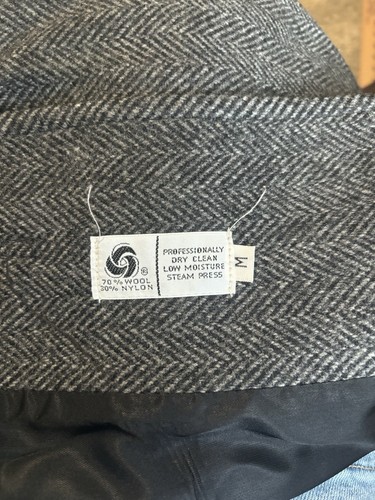 ®
70% WOOL
30% NYLON
PROFESSIONALLY
DRY CLEAN
LOW MOISTURE
STEAM PRESS
M